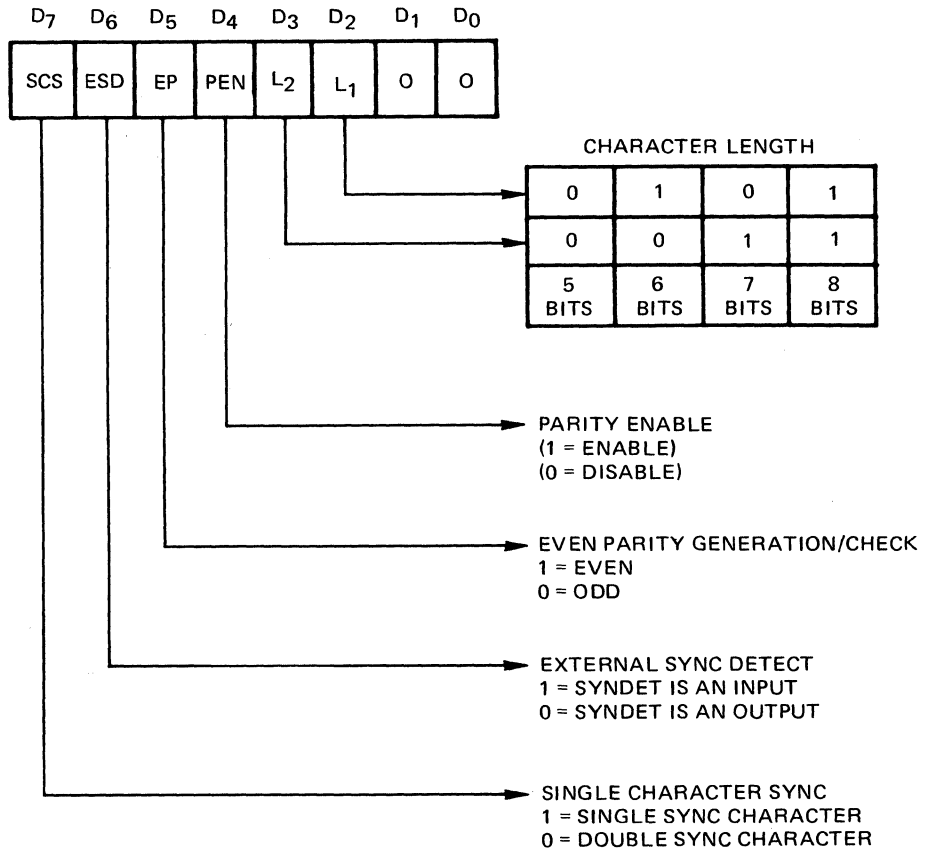 D7 D6 D5 D4 D3 D2 D1 D0
SCS ESD EP PEN L2 L1 0 0
CHARACTER LENGTH
0 1 0 1
0 0 1 1
5 BITS 6 BITS 7 BITS 8 BITS
PARITY ENABLE
(1 = ENABLE)
(0 = DISABLE)
EVEN PARITY GENERATION/CHECK
1 = EVEN
0 = ODD
EXTERNAL SYNC DETECT
1 = SYNDET IS AN INPUT
0 = SYNDET IS AN OUTPUT
SINGLE CHARACTER SYNC
1 = SINGLE SYNC CHARACTER
0 = DOUBLE SYNC CHARACTER